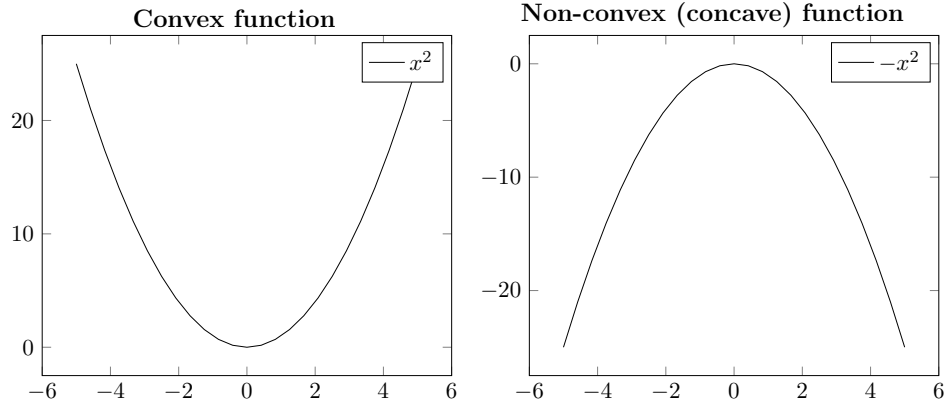 Convex function
x²
20
10
0
−6 −4 −2 0 2 4 6
Non-convex (concave) function
−x²
0
−10
−20
−6 −4 −2 0 2 4 6